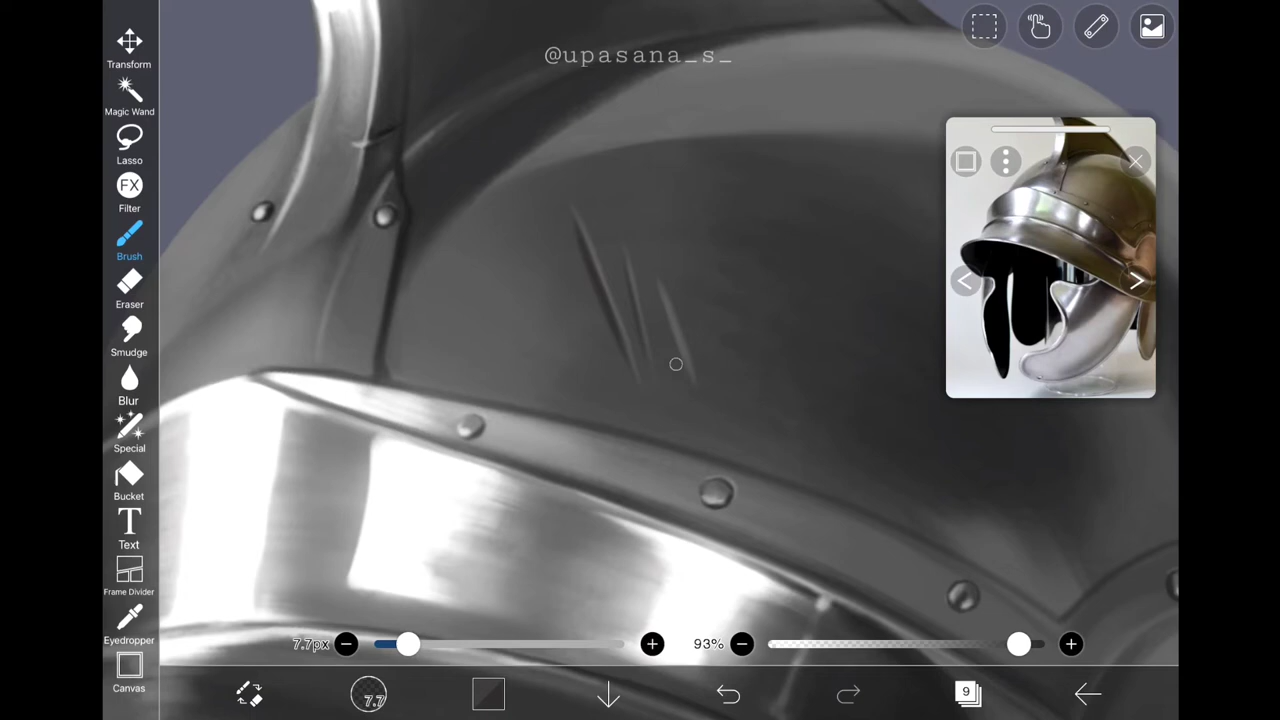 @upasana_s_
Transform
Magic Wand
Lasso
FX
Filter
Brush
Eraser
Smudge
Blur
Special
Bucket
T
Text
Frame Divider
Eyedropper
Canvas
7.7px
93%
7.7
9